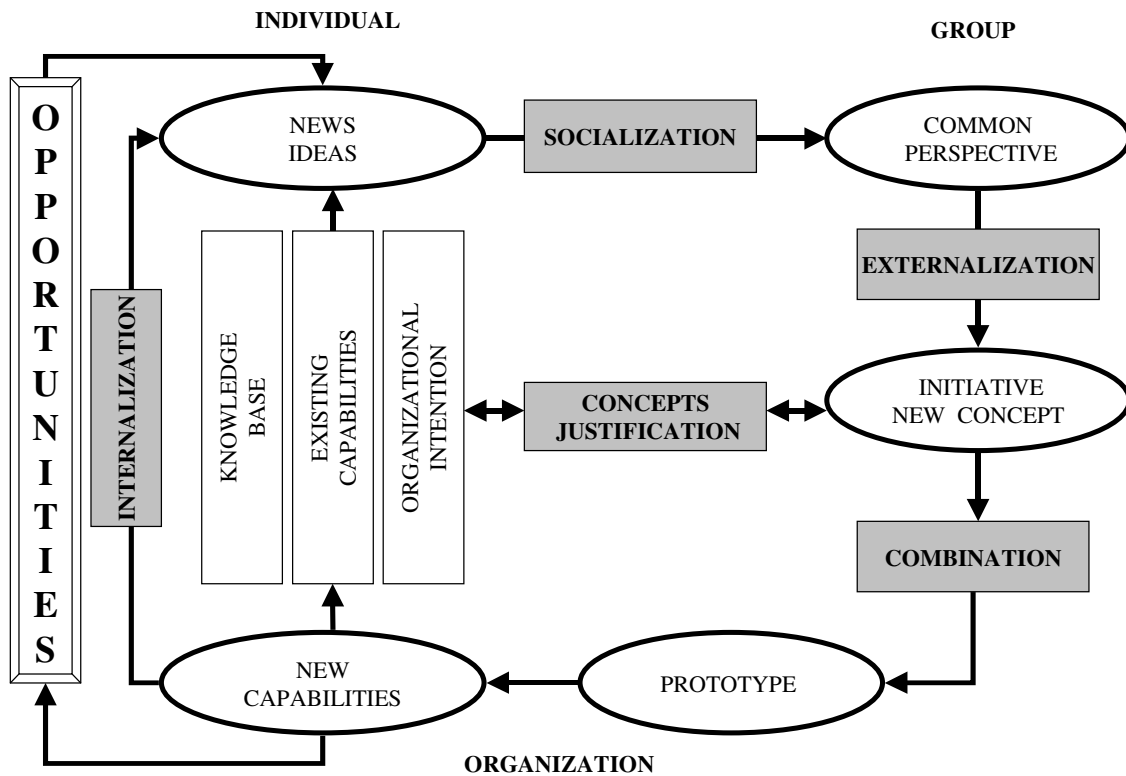 INDIVIDUAL
GROUP
OPPORTUNITIES
NEWS
IDEAS
SOCIALIZATION
COMMON
PERSPECTIVE
EXTERNALIZATION
INTERNALIZATION
KNOWLEDGE
BASE
EXISTING
CAPABILITIES
ORGANIZATIONAL
INTENTION
CONCEPTS
JUSTIFICATION
INITIATIVE
NEW CONCEPT
COMBINATION
NEW
CAPABILITIES
PROTOTYPE
ORGANIZATION